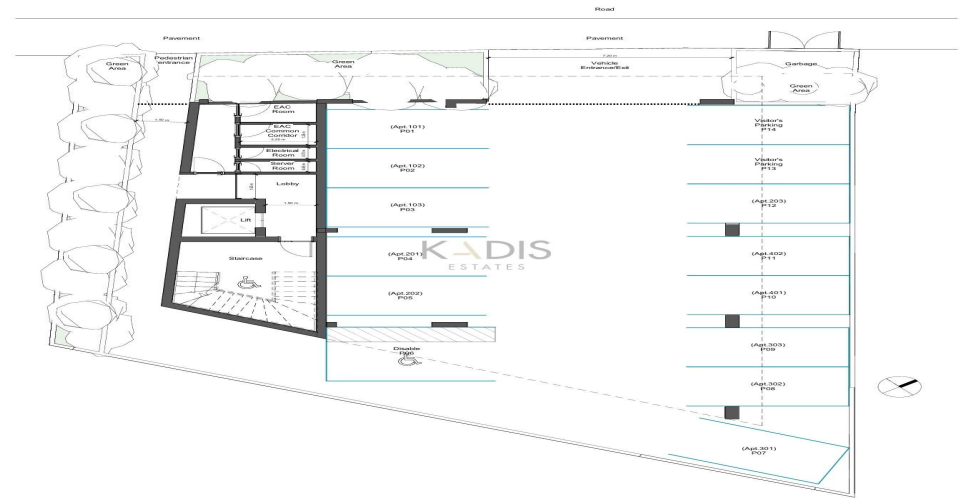 Road
Pavement
Pavement
Green
Area
Pedestrian
entrance
Green
Area
7.20 m
Vehicle
Entrance/Exit
Garbage
Green
Area
EAC
Room
EAC
Common
Corridor
Electrical
Room
Server
Room
Lobby
Lift
Staircase
(Apt.101)
P01
(Apt.102)
P02
(Apt.103)
P03
(Apt.201)
P04
(Apt.202)
P05
Disable
P06
KADIS
ESTATES
Visitor's
Parking
P14
Visitor's
Parking
P13
(Apt.203)
P12
(Apt.402)
P11
(Apt.401)
P10
(Apt.303)
P09
(Apt.302)
P08
(Apt.301)
P07